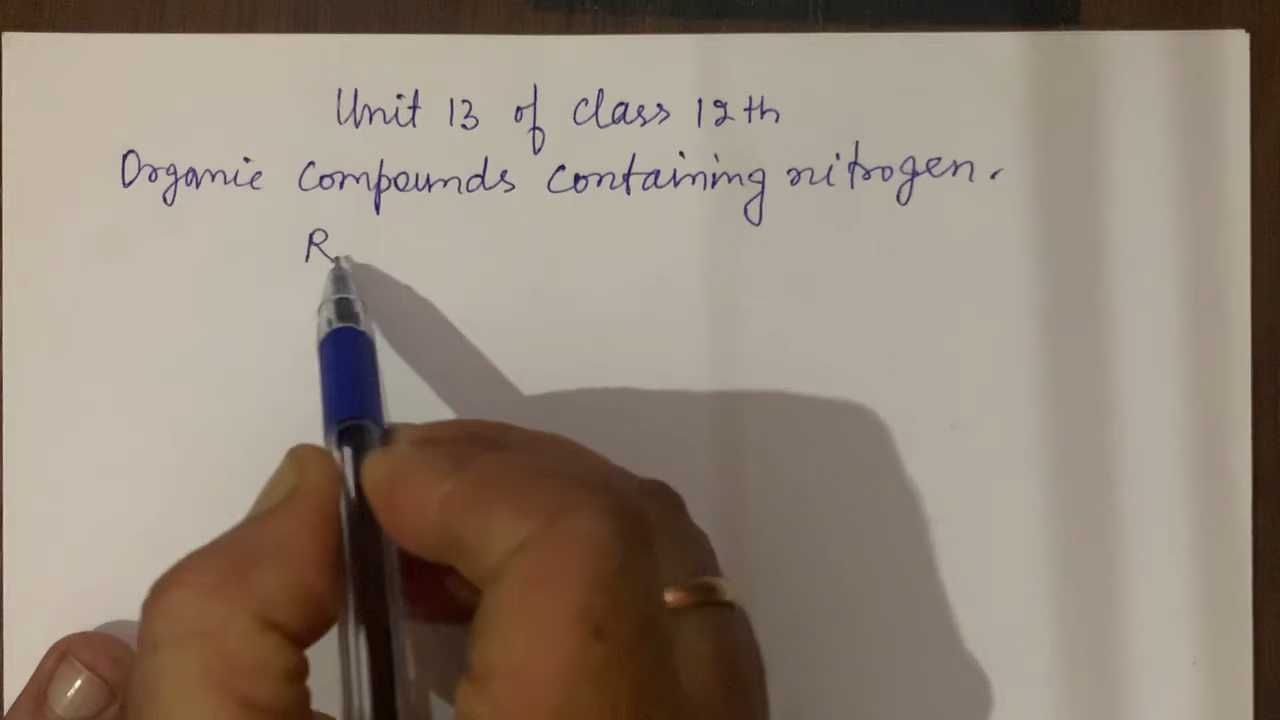 Unit 13 of class 12th
Organic compounds containing nitrogen.
R